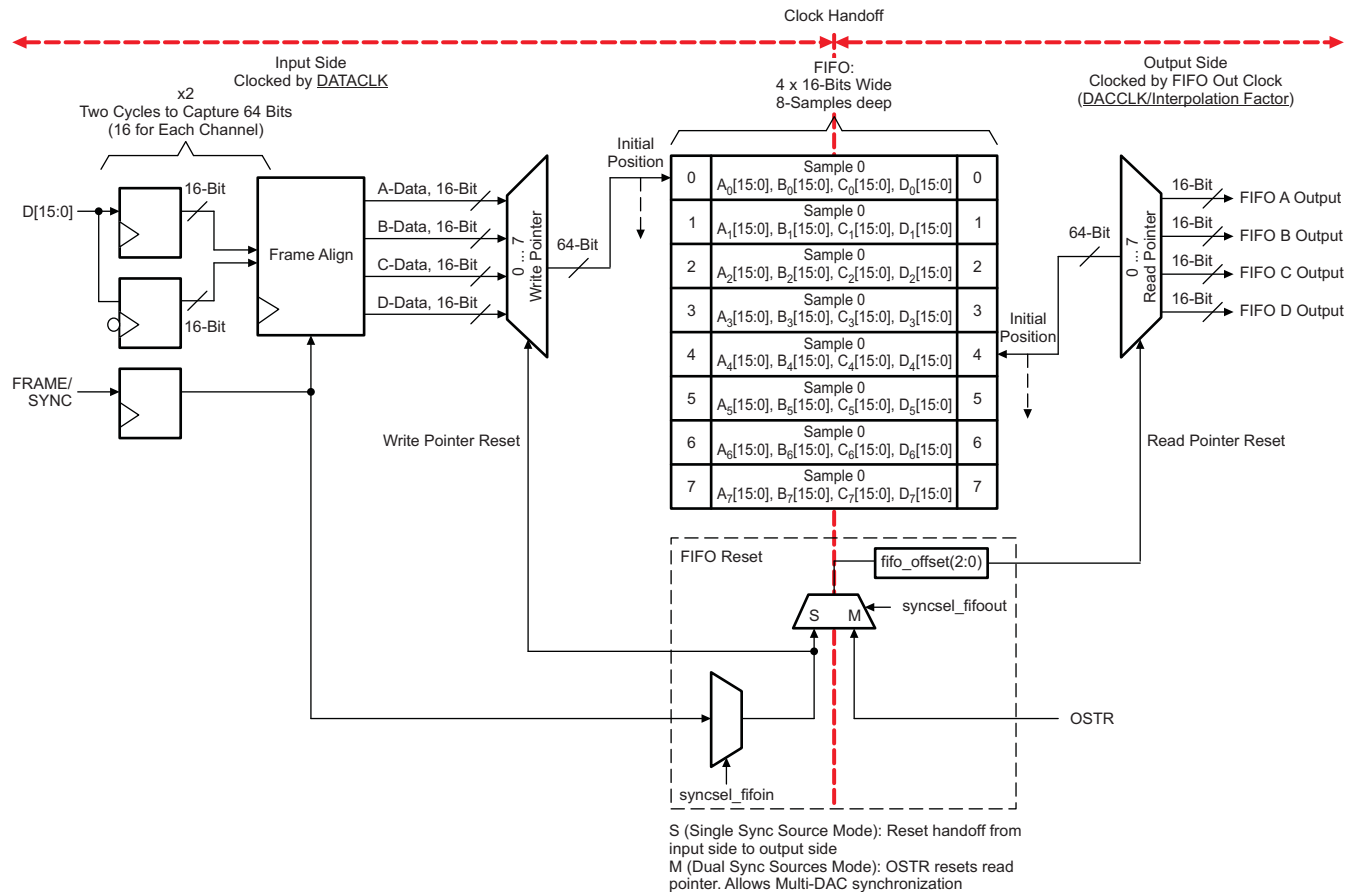 Clock Handoff
Input Side
Clocked by DATACLK
FIFO:
4 x 16-Bits Wide
8-Samples deep
Output Side
Clocked by FIFO Out Clock
(DACCLK/Interpolation Factor)
x2
Two Cycles to Capture 64 Bits
(16 for Each Channel)
D[15:0]
16-Bit
16-Bit
FRAME/
SYNC
Frame Align
A-Data, 16-Bit
B-Data, 16-Bit
C-Data, 16-Bit
D-Data, 16-Bit
0 ... 7
Write Pointer
64-Bit
Initial
Position
0
Sample 0
A0[15:0], B0[15:0], C0[15:0], D0[15:0]
0
1
Sample 0
A1[15:0], B1[15:0], C1[15:0], D1[15:0]
1
2
Sample 0
A2[15:0], B2[15:0], C2[15:0], D2[15:0]
2
3
Sample 0
A3[15:0], B3[15:0], C3[15:0], D3[15:0]
3
4
Sample 0
A4[15:0], B4[15:0], C4[15:0], D4[15:0]
4
5
Sample 0
A5[15:0], B5[15:0], C5[15:0], D5[15:0]
5
6
Sample 0
A6[15:0], B6[15:0], C6[15:0], D6[15:0]
6
7
Sample 0
A7[15:0], B7[15:0], C7[15:0], D7[15:0]
7
Initial
Position
64-Bit
0 ... 7
Read Pointer
16-Bit
FIFO A Output
16-Bit
FIFO B Output
16-Bit
FIFO C Output
16-Bit
FIFO D Output
Write Pointer Reset
Read Pointer Reset
FIFO Reset
fifo_offset(2:0)
S M
syncsel_fifoout
OSTR
syncsel_fifoin
S (Single Sync Source Mode): Reset handoff from
input side to output side
M (Dual Sync Sources Mode): OSTR resets read
pointer. Allows Multi-DAC synchronization